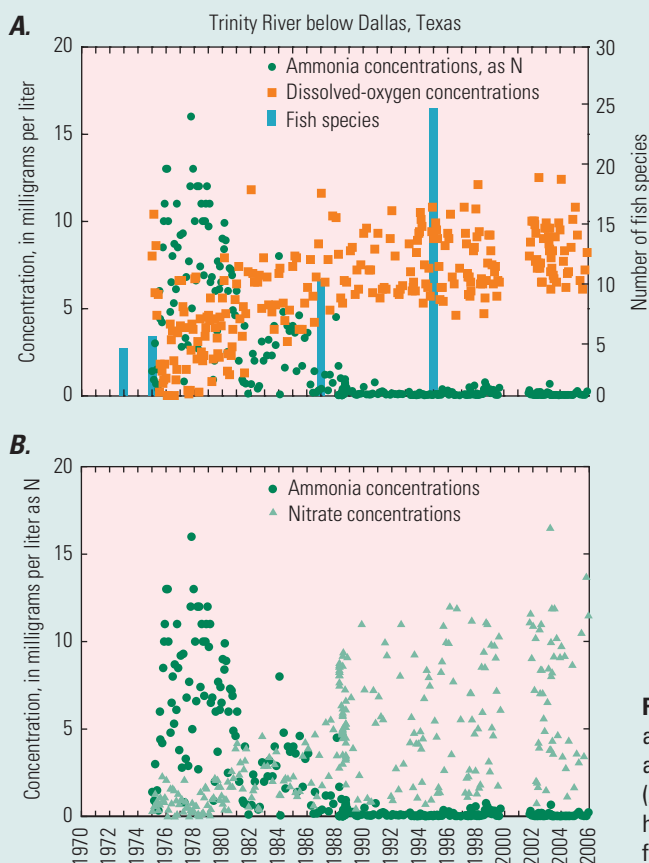 A.
Trinity River below Dallas, Texas
Ammonia concentrations, as N
Dissolved-oxygen concentrations
Fish species
Concentration, in milligrams per liter
20
15
10
5
0
Number of fish species
30
25
20
15
10
5
0
B.
Ammonia concentrations
Nitrate concentrations
Concentration, in milligrams per liter as N
20
15
10
5
0
1970
1972
1974
1976
1978
1980
1982
1984
1986
1988
1990
1992
1994
1995
1996
1998
2000
2002
2004
2006
F
a
a
(
h
f